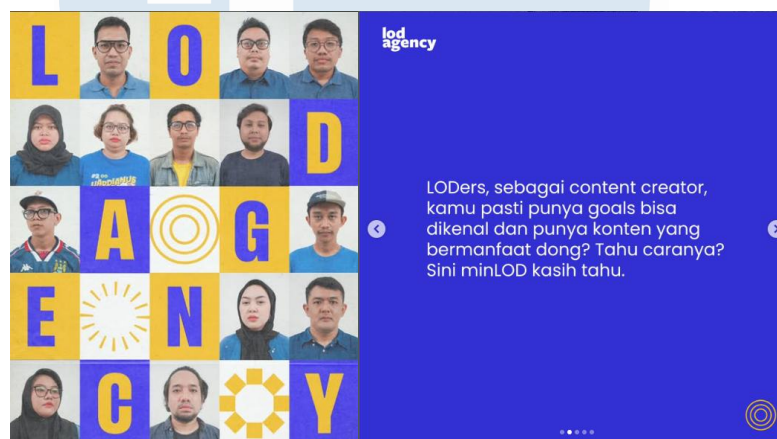 L O
D
A G
E N
C Y
lod
agency
LODers, sebagai content creator,
kamu pasti punya goals bisa
dikenal dan punya konten yang
bermanfaat dong? Tahu caranya?
Sini minLOD kasih tahu.